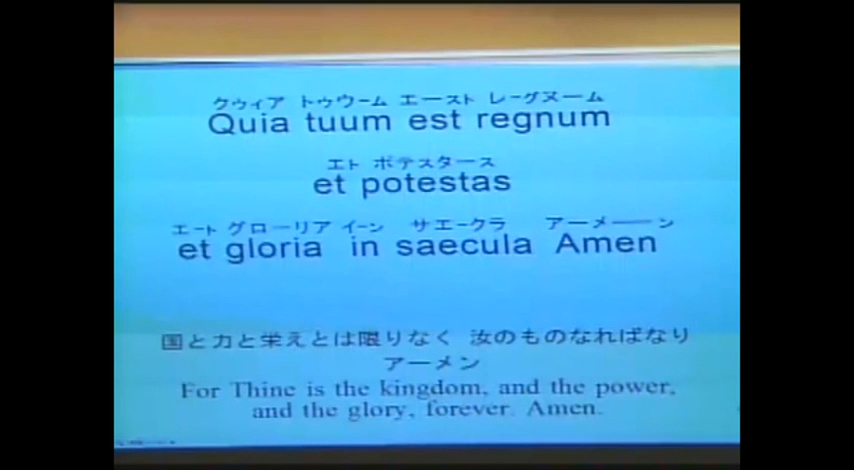 クゥィア トゥウーム エースト レーグヌーム
Quia tuum est regnum
エト ポテスタース
et potestas
エート グローリア イーン サエークラ アーメーン
et gloria in saecula Amen
国と力と栄えとは限りなく 汝のものなればなり
アーメン
For Thine is the kingdom, and the power,
and the glory, forever. Amen.